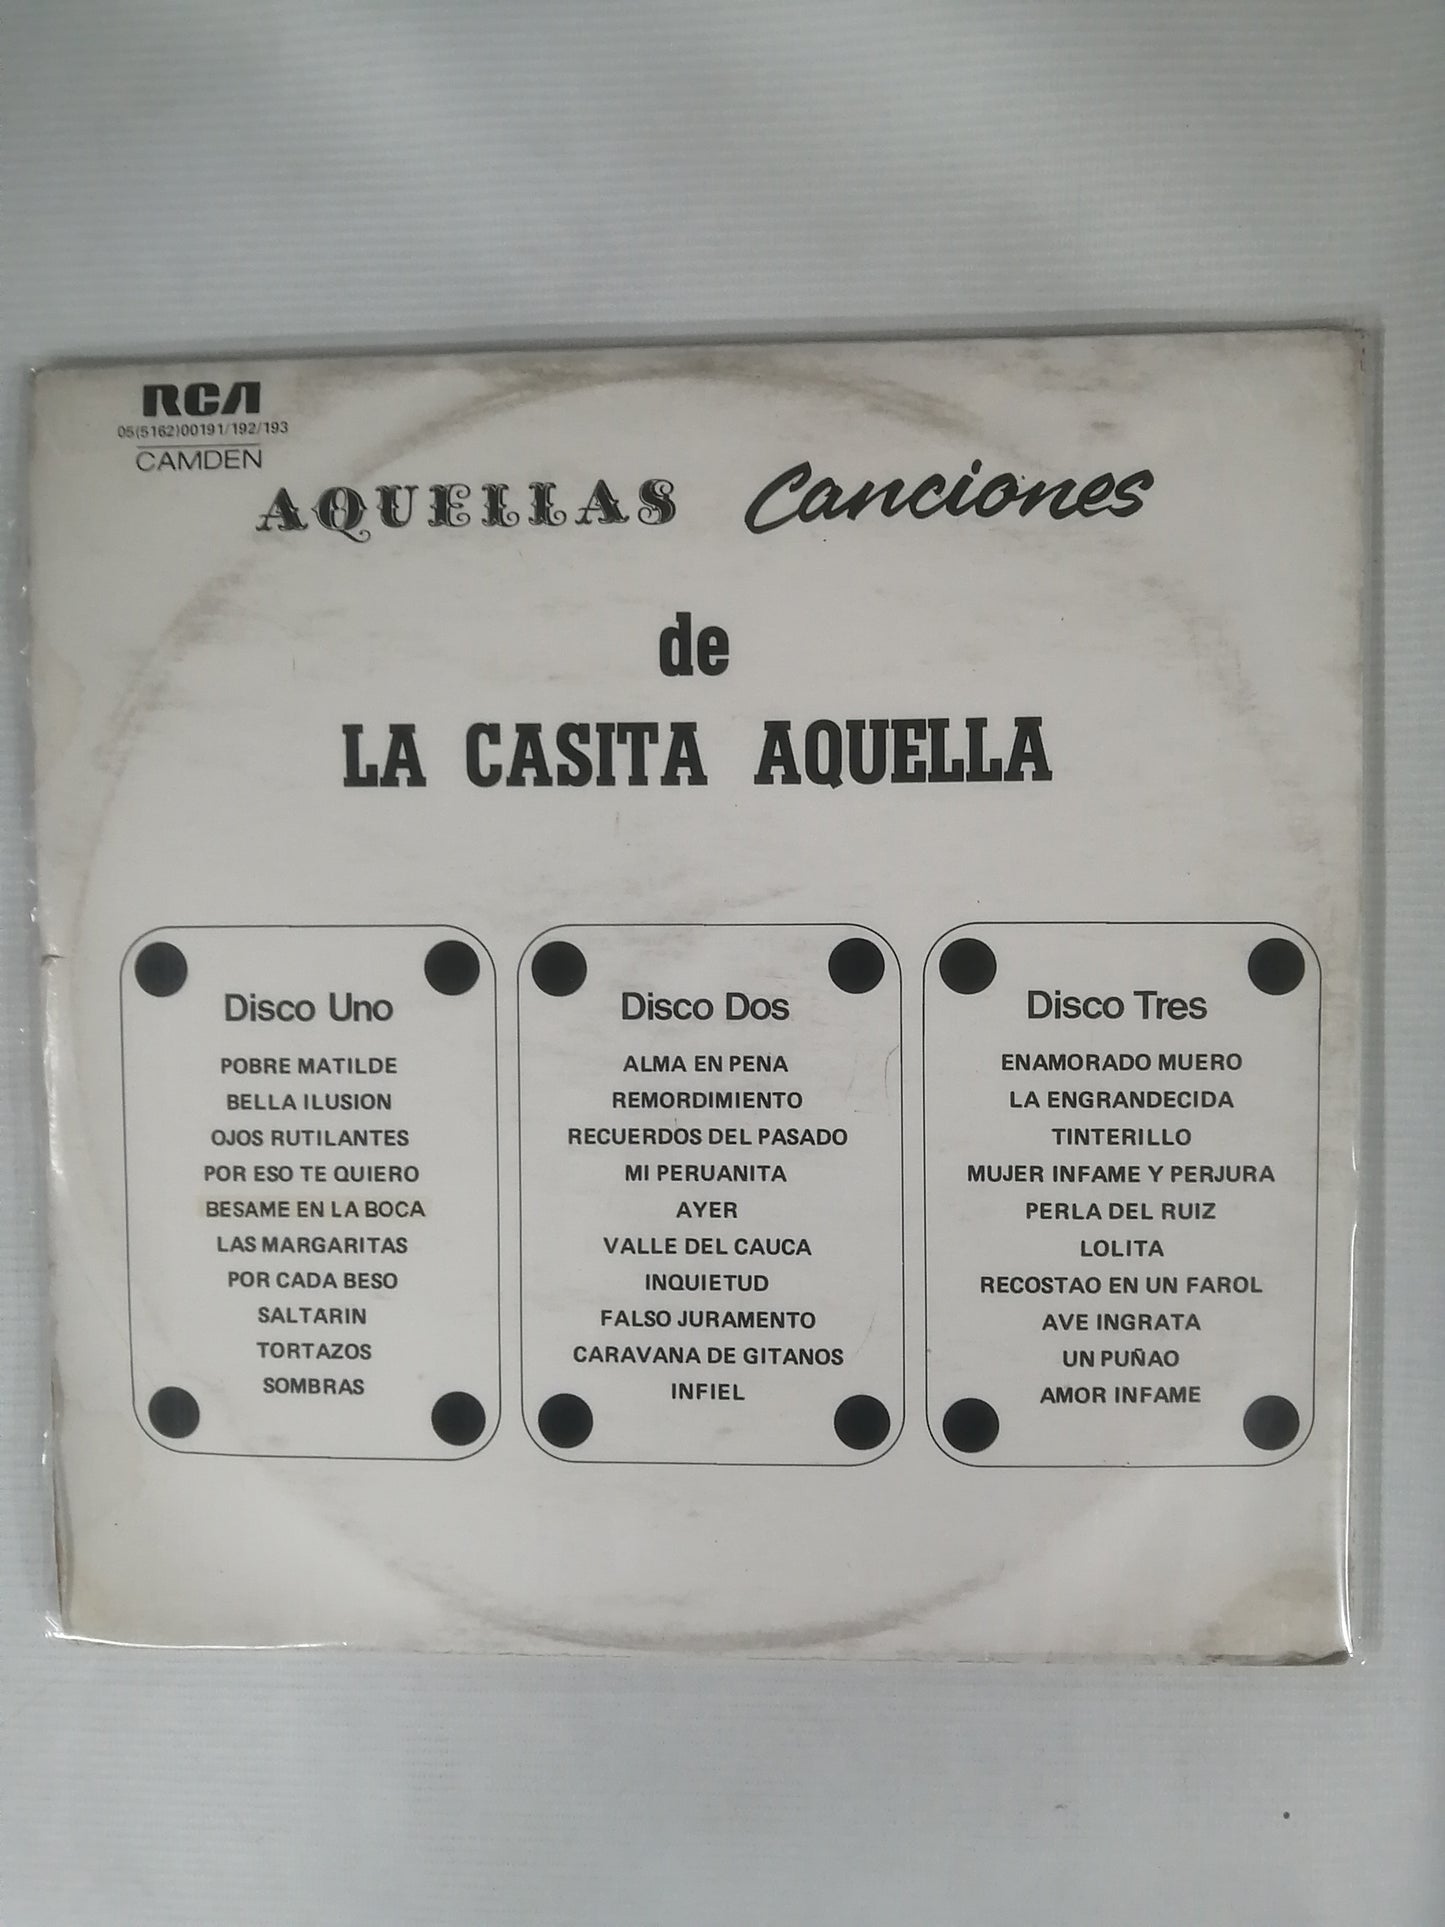 RCA
05(5162)00191/192/193
CAMDEN
AQUELLAS Canciones
de
LA CASITA AQUELLA
Disco Uno
POBRE MATILDE
BELLA ILUSION
OJOS RUTILANTES
POR ESO TE QUIERO
BESAME EN LA BOCA
LAS MARGARITAS
POR CADA BESO
SALTARIN
TORTAZOS
SOMBRAS
Disco Dos
ALMA EN PENA
REMORDIMIENTO
RECUERDOS DEL PASADO
MI PERUANITA
AYER
VALLE DEL CAUCA
INQUIETUD
FALSO JURAMENTO
CARAVANA DE GITANOS
INFIEL
Disco Tres
ENAMORADO MUERO
LA ENGRANDECIDA
TINTERILLO
MUJER INFAME Y PERJURA
PERLA DEL RUIZ
LOLITA
RECOSTAO EN UN FAROL
AVE INGRATA
UN PUÑAO
AMOR INFAME